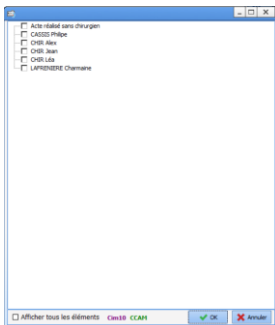 Acte réalisé sans chirurgien
CASSIS Philipe
CHIR Alex
CHIR Jean
CHIR Léa
LAFRENIERE Charmaine
Afficher tous les éléments Cim10 CCAM OK Annuler